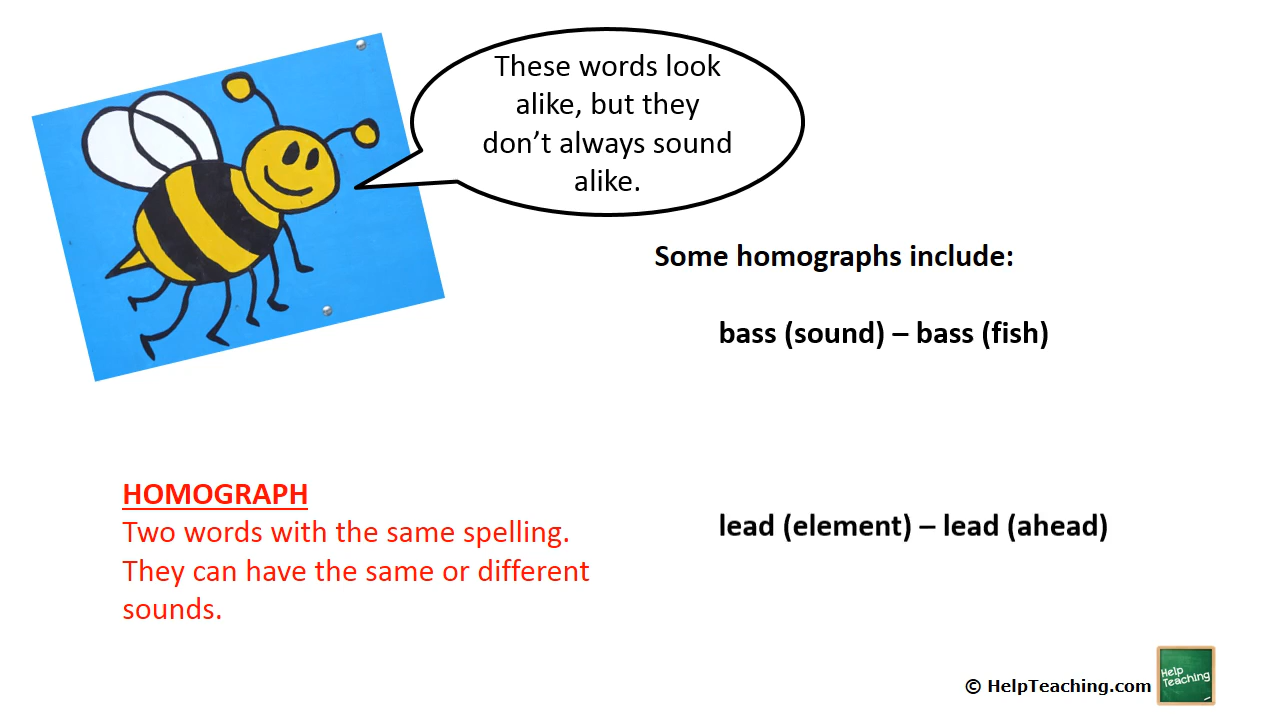 These words look
alike, but they
don’t always sound
alike.
Some homographs include:
bass (sound) – bass (fish)
HOMOGRAPH
Two words with the same spelling.
They can have the same or different
sounds.
lead (element) – lead (ahead)
© HelpTeaching.com
Help
Teaching